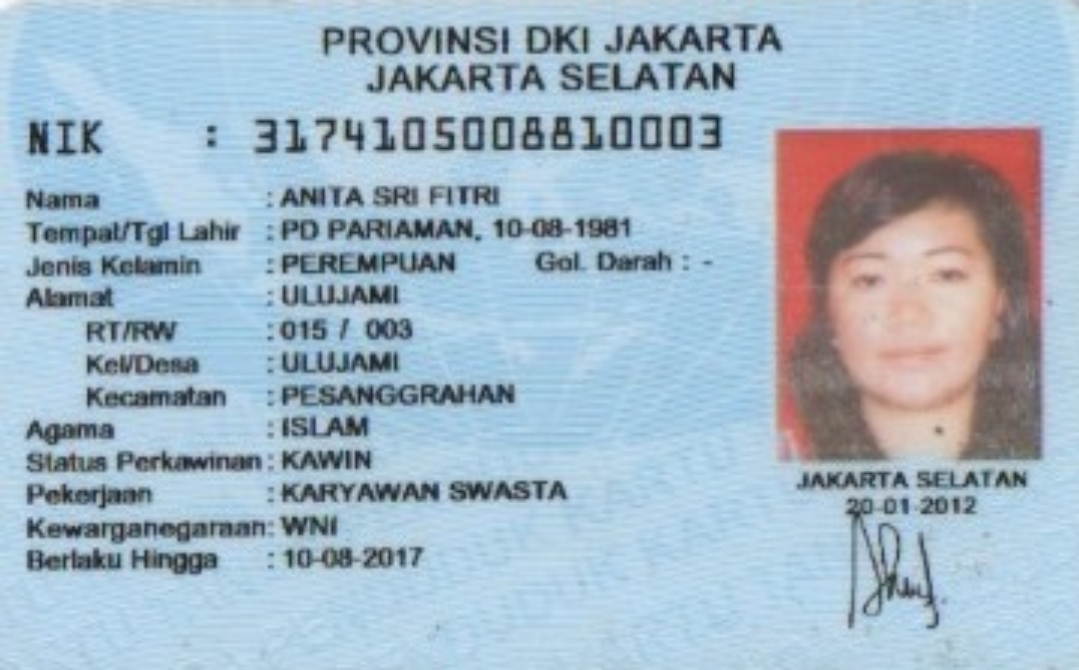 PROVINSI DKI JAKARTA
JAKARTA SELATAN
NIK : 3174105008810003
Nama : ANITA SRI FITRI
Tempat/Tgl Lahir : PD PARIAMAN, 10-08-1981
Jenis Kelamin : PEREMPUAN Gol. Darah : -
Alamat : ULUJAMI
RT/RW : 015 / 003
Kel/Desa : ULUJAMI
Kecamatan : PESANGGRAHAN
Agama : ISLAM
Status Perkawinan : KAWIN
Pekerjaan : KARYAWAN SWASTA
Kewarganegaraan: WNI
Berlaku Hingga : 10-08-2017
JAKARTA SELATAN
20-01-2012